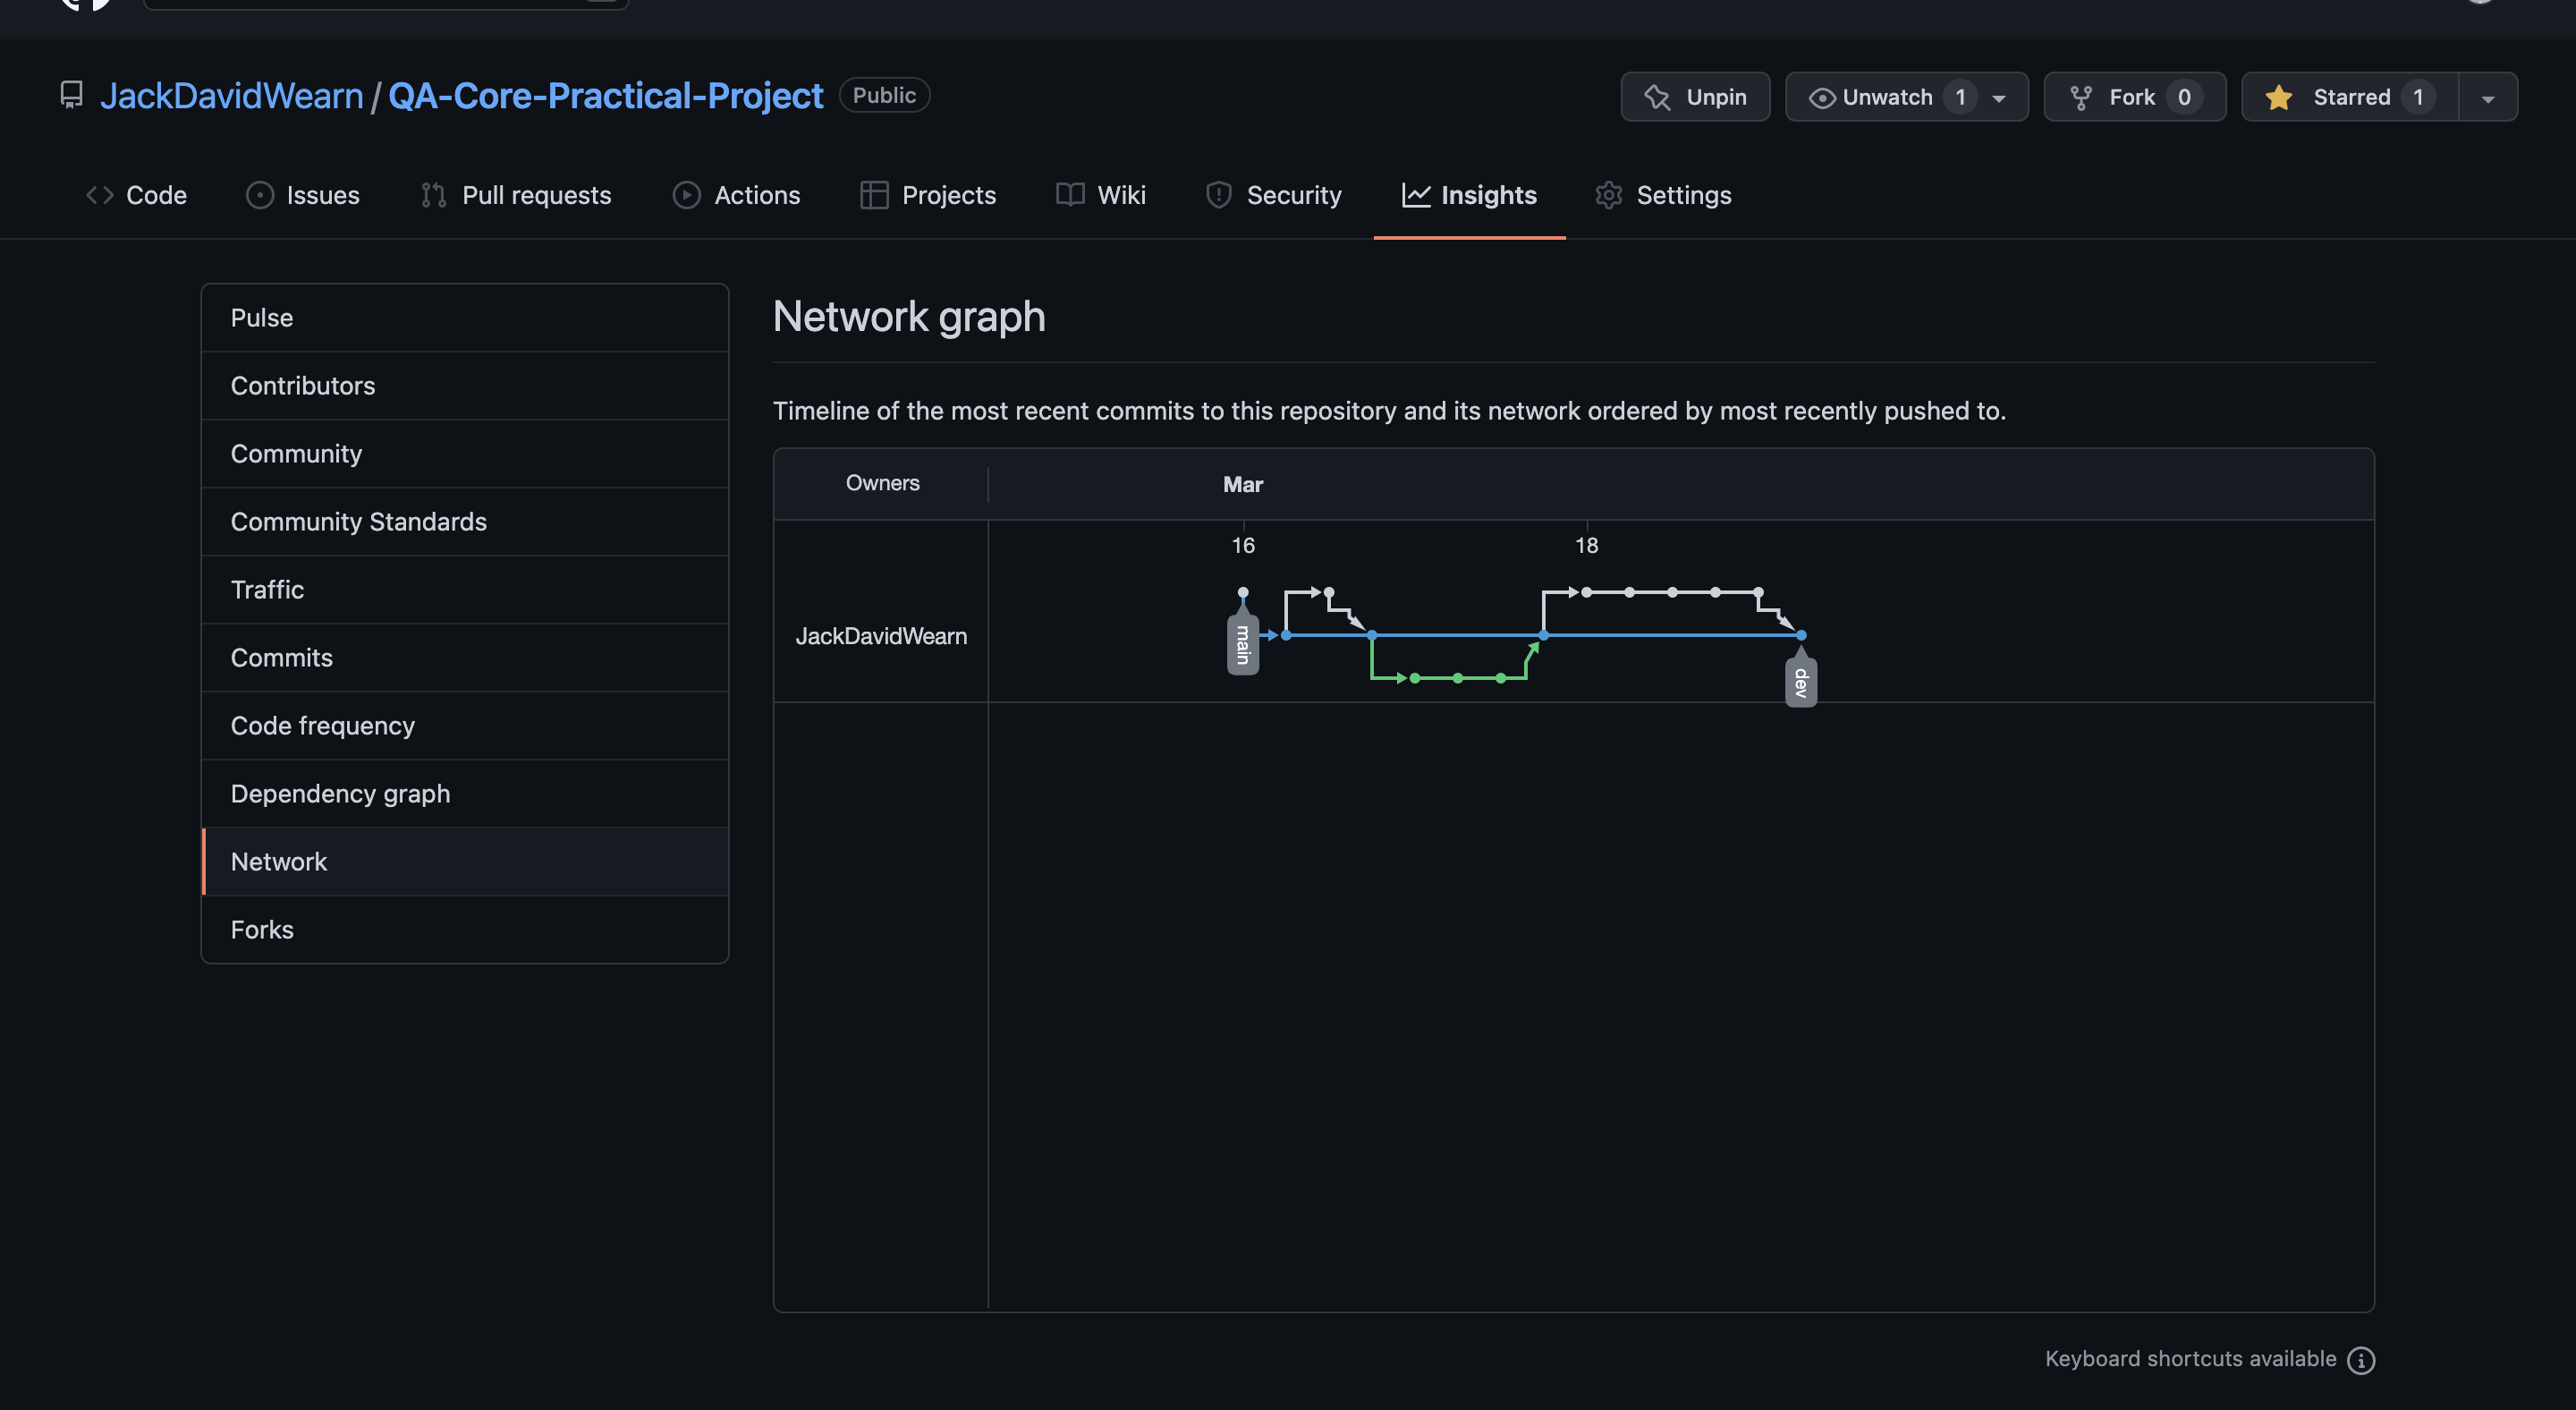 JackDavidWearn / QA-Core-Practical-Project Public
Unpin
Unwatch 1
Fork 0
Starred 1
Code
Issues
Pull requests
Actions
Projects
Wiki
Security
Insights
Settings
Pulse
Contributors
Community
Community Standards
Traffic
Commits
Code frequency
Dependency graph
Network
Forks
Network graph
Timeline of the most recent commits to this repository and its network ordered by most recently pushed to.
Owners
Mar
16
18
JackDavidWearn
main
dev
Keyboard shortcuts available